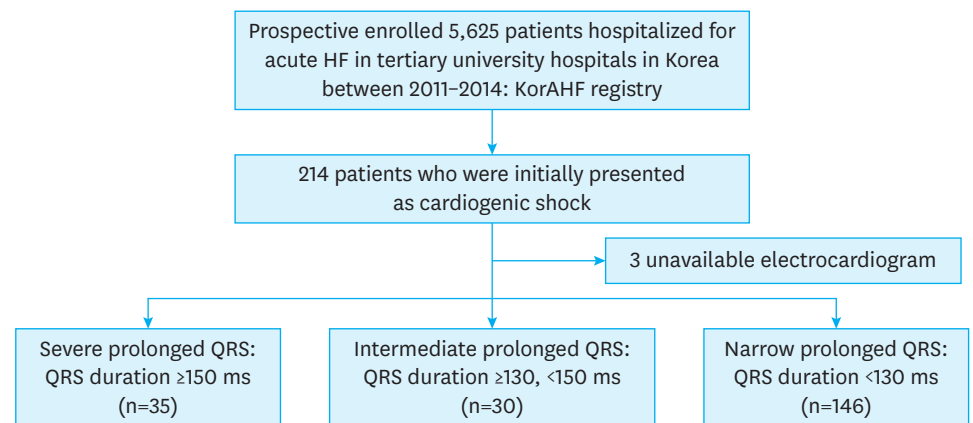 Prospective enrolled 5,625 patients hospitalized for
acute HF in tertiary university hospitals in Korea
between 2011–2014: KorAHF registry
214 patients who were initially presented
as cardiogenic shock
3 unavailable electrocardiogram
Severe prolonged QRS:
QRS duration ≥150 ms
(n=35)
Intermediate prolonged QRS:
QRS duration ≥130, <150 ms
(n=30)
Narrow prolonged QRS:
QRS duration <130 ms
(n=146)